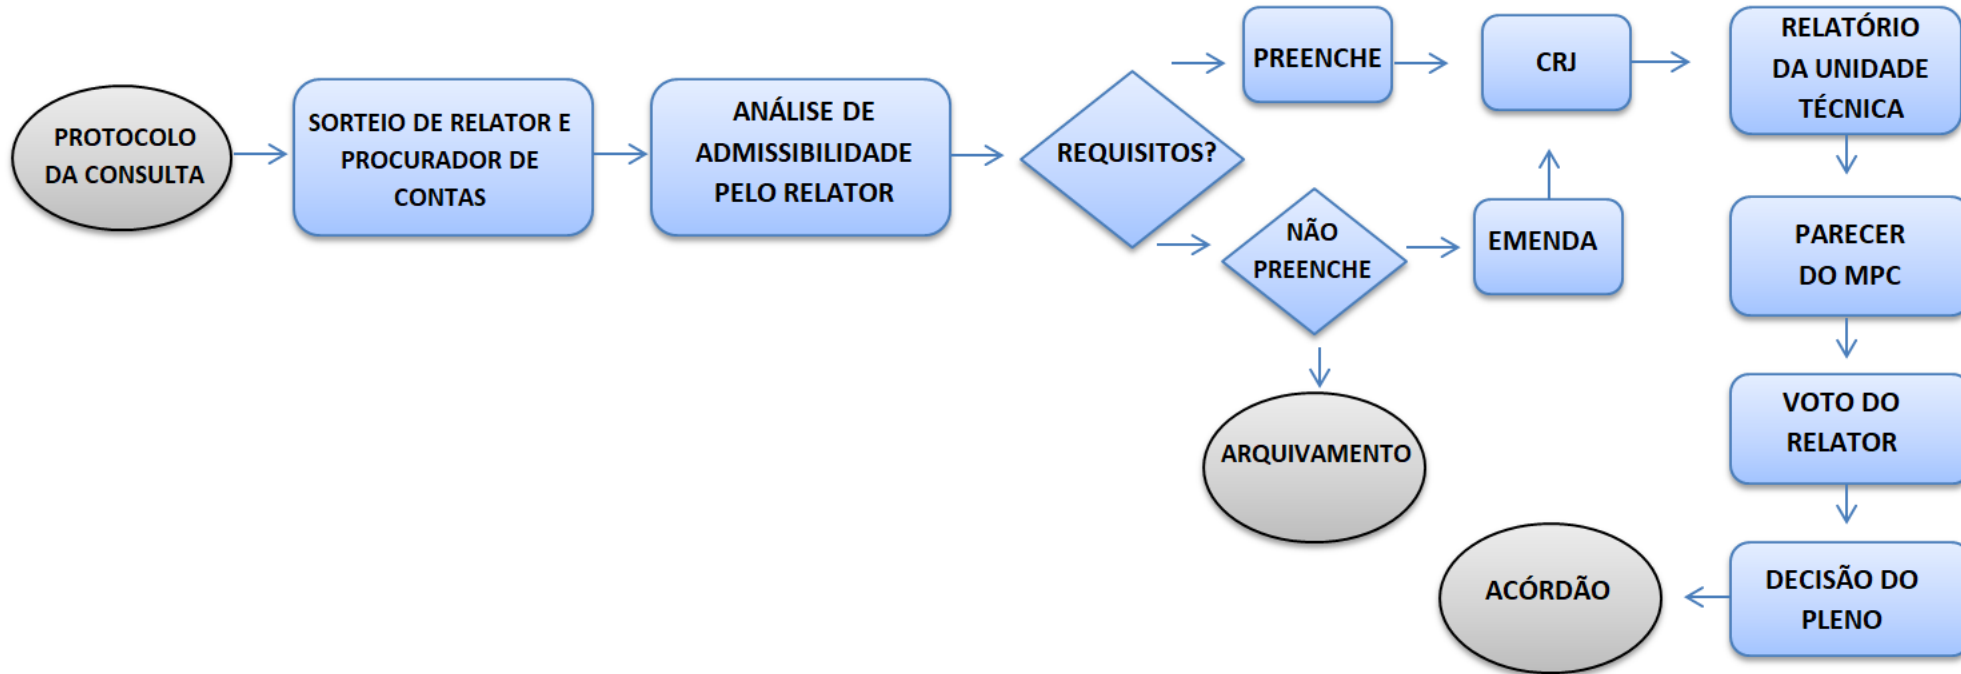 PROTOCOLO
DA CONSULTA
SORTEIO DE RELATOR E
PROCURADOR DE
CONTAS
ANÁLISE DE
ADMISSIBILIDADE
PELO RELATOR
REQUISITOS?
PREENCHE
CRJ
RELATÓRIO
DA UNIDADE
TÉCNICA
NÃO
PREENCHE
EMENDA
PARECER
DO MPC
ARQUIVAMENTO
VOTO DO
RELATOR
DECISÃO DO
PLENO
ACÓRDÃO